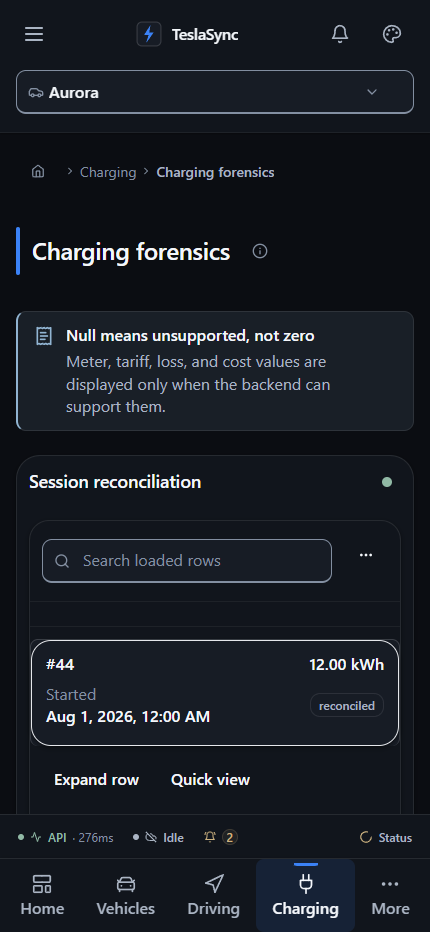 TeslaSync
Aurora
Charging
Charging forensics
Charging forensics
Null means unsupported, not zero
Meter, tariff, loss, and cost values are
displayed only when the backend can
support them.
Session reconciliation
Search loaded rows
#44
12.00 kWh
Started
Aug 1, 2026, 12:00 AM
reconciled
Expand row
Quick view
API · 276ms
Idle
2
Status
Home
Vehicles
Driving
Charging
More